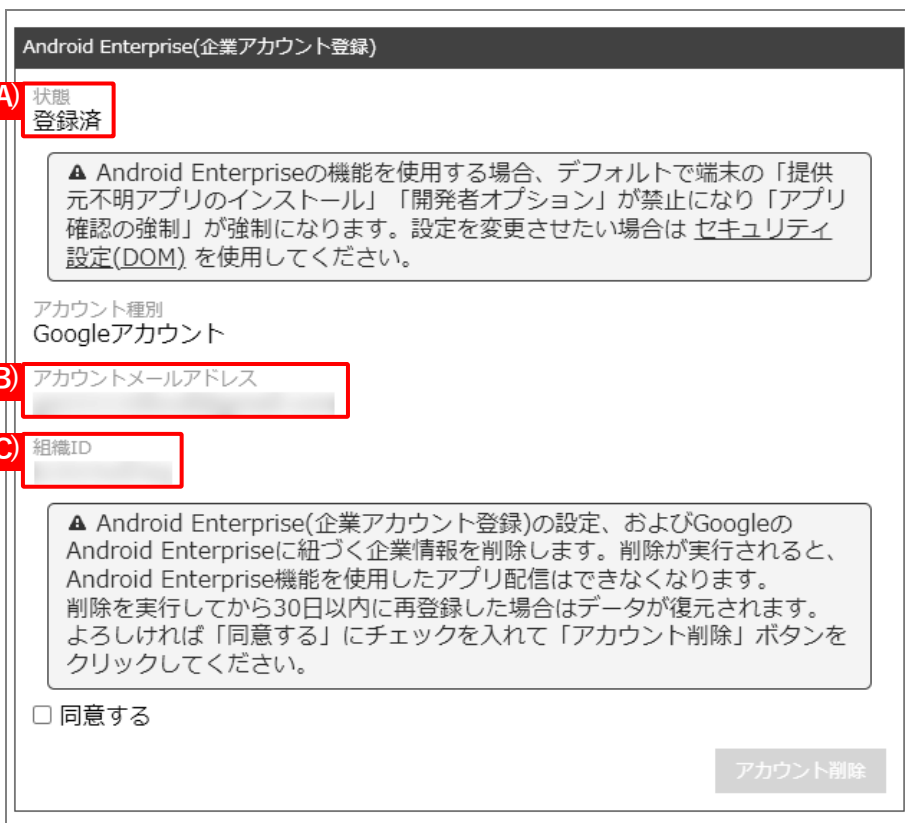 Android Enterprise(企業アカウント登録)
A) 状態
登録済
▲ Android Enterpriseの機能を使用する場合、デフォルトで端末の「提供
元不明アプリのインストール」「開発者オプション」が禁止になり「アプリ
確認の強制」が強制になります。設定を変更させたい場合は セキュリティ
設定(DOM) を使用してください。
アカウント種別
Googleアカウント
B) アカウントメールアドレス
C) 組織ID
▲ Android Enterprise(企業アカウント登録)の設定、およびGoogleの
Android Enterpriseに紐づく企業情報を削除します。削除が実行されると、
Android Enterprise機能を使用したアプリ配信はできなくなります。
削除を実行してから30日以内に再登録した場合はデータが復元されます。
よろしければ「同意する」にチェックを入れて「アカウント削除」ボタンを
クリックしてください。
同意する
アカウント削除